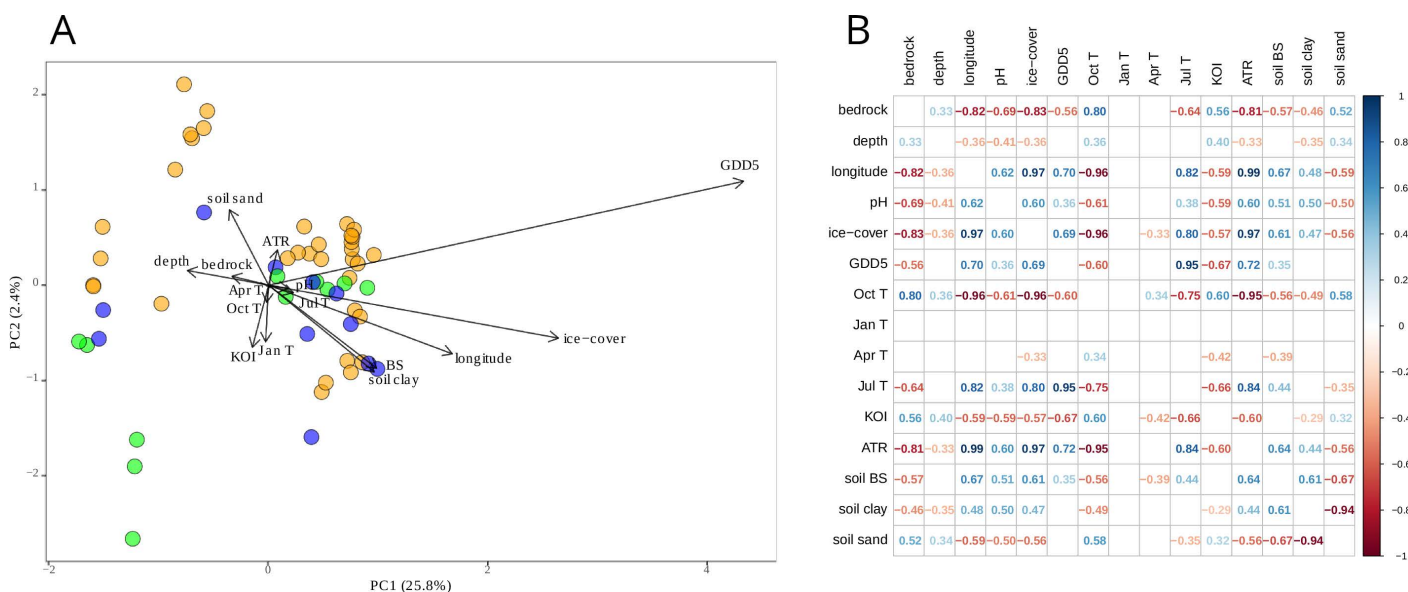 A
B
2
1
0
−1
−2
−2
0
2
4
PC1 (25.8%)
PC2 (2.4%)
GDD5
soil sand
ATR
depth
bedrock
pH
Apr T
Jul T
Oct T
KOI
Jan T
ice-cover
longitude
BS
soil clay
bedrock depth longitude pH ice−cover GDD5 Oct T Jan T Apr T Jul T KOI ATR soil BS soil clay soil sand
bedrock 0.33 −0.82 −0.69 −0.83 −0.56 0.80 −0.64 0.56 −0.81 −0.57 −0.46 0.52
depth 0.33 −0.36 −0.41 −0.36 0.36 0.40 −0.33 −0.35 0.34
longitude −0.82 −0.36 0.62 0.97 0.70 −0.96 0.82 −0.59 0.99 0.67 0.48 −0.59
pH −0.69 −0.41 0.62 0.60 0.36 −0.61 0.38 −0.59 0.60 0.51 0.50 −0.50
ice−cover −0.83 −0.36 0.97 0.60 0.69 −0.96 −0.33 0.80 −0.57 0.97 0.61 0.47 −0.56
GDD5 −0.56 0.70 0.36 0.69 −0.60 0.95 −0.67 0.72 0.35
Oct T 0.80 0.36 −0.96 −0.61 −0.96 −0.60 0.34 −0.75 0.60 −0.95 −0.56 −0.49 0.58
Jan T
Apr T −0.33 0.34 −0.42 −0.39
Jul T −0.64 0.82 0.38 0.80 0.95 −0.75 −0.66 0.84 0.44 −0.35
KOI 0.56 0.40 −0.59 −0.59 −0.57 −0.67 0.60 −0.42 −0.66 −0.60 −0.29 0.32
ATR −0.81 −0.33 0.99 0.60 0.97 0.72 −0.95 0.84 −0.60 0.64 0.44 −0.56
soil BS −0.57 0.67 0.51 0.61 0.35 −0.56 −0.39 0.44 0.64 0.61 −0.67
soil clay −0.46 −0.35 0.48 0.50 0.47 −0.49 −0.29 0.44 0.61 −0.94
soil sand 0.52 0.34 −0.59 −0.50 −0.56 0.58 −0.35 0.32 −0.56 −0.67 −0.94
1
0.8
0.6
0.4
0.2
0
−0.2
−0.4
−0.6
−0.8
−1